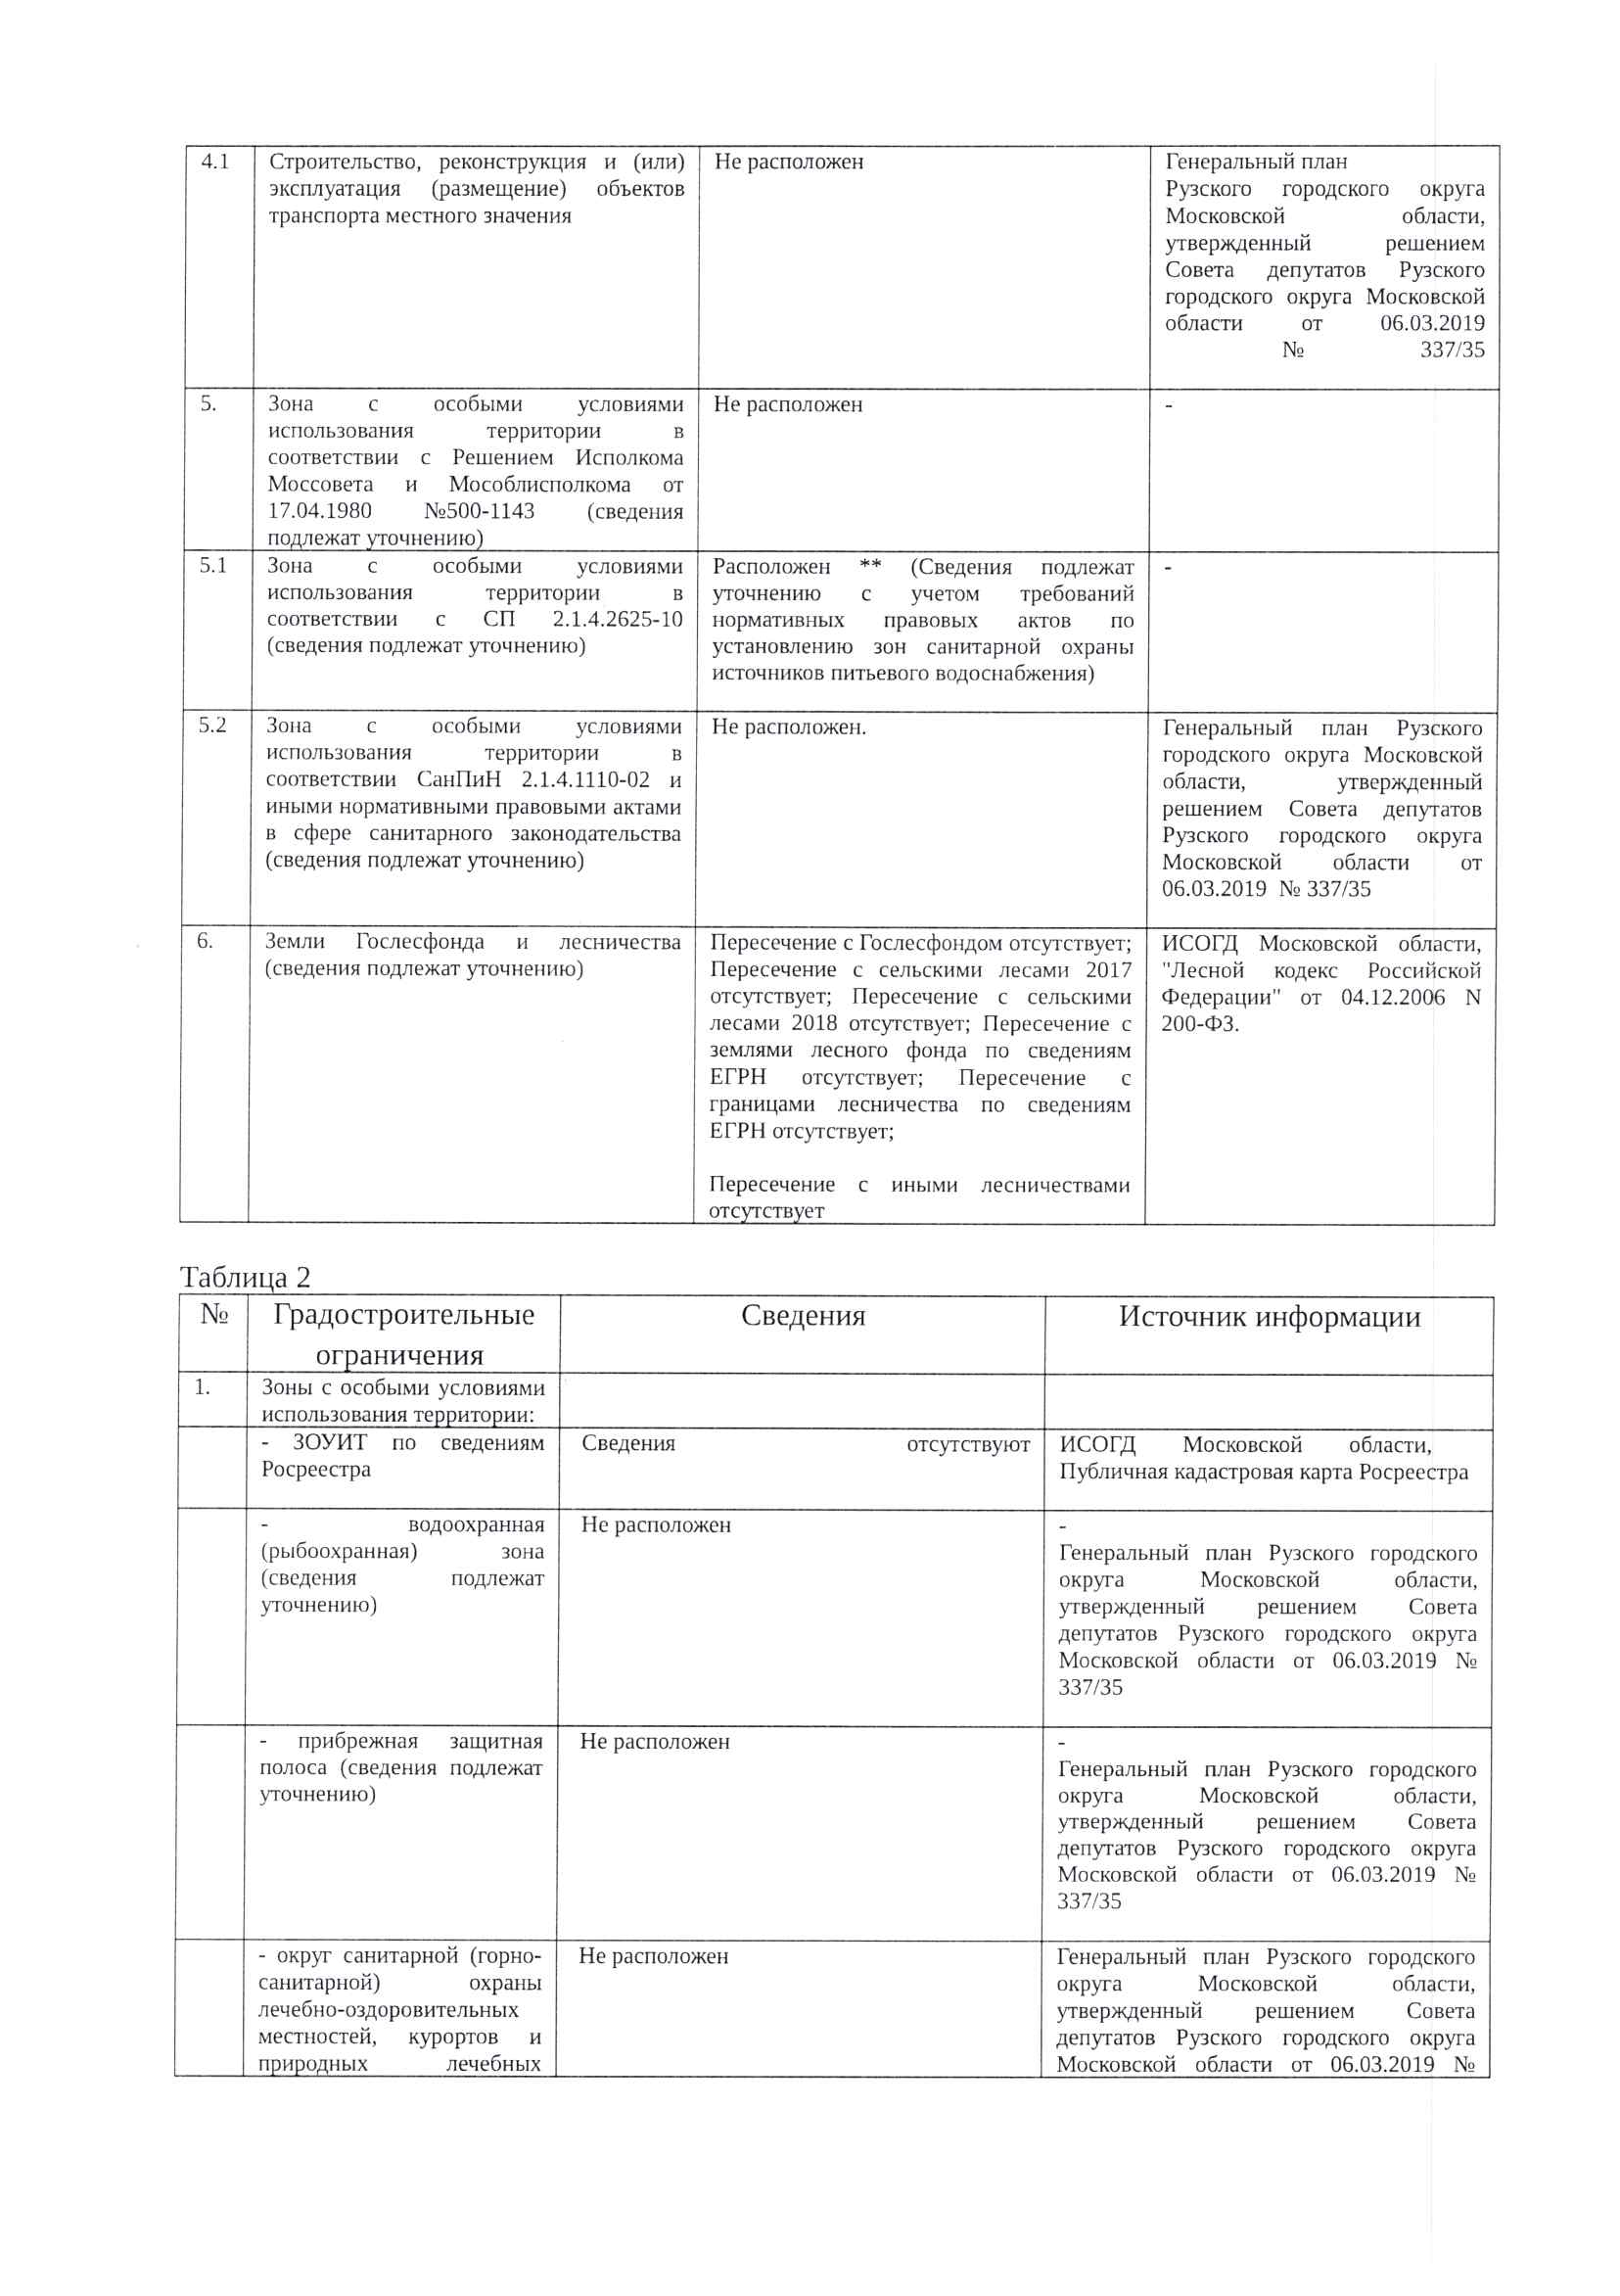 4.1
Строительство, реконструкция и (или)
эксплуатация (размещение) объектов
транспорта местного значения
Не расположен
Генеральный план
Рузского городского округа
Московской области,
утвержденный решением
Совета депутатов Рузского
городского округа Московской
области от 06.03.2019
№ 337/35
5.
Зона с особыми условиями
использования территории в
соответствии с Решением Исполкома
Моссовета и Мособлисполкома от
17.04.1980 №500-1143 (сведения
подлежат уточнению)
Не расположен
-
5.1
Зона с особыми условиями
использования территории в
соответствии с СП 2.1.4.2625-10
(сведения подлежат уточнению)
Расположен ** (Сведения подлежат
уточнению с учетом требований
нормативных правовых актов по
установлению зон санитарной охраны
источников питьевого водоснабжения)
-
5.2
Зона с особыми условиями
использования территории в
соответствии СанПиН 2.1.4.1110-02 и
иными нормативными правовыми актами
в сфере санитарного законодательства
(сведения подлежат уточнению)
Не расположен.
Генеральный план Рузского
городского округа Московской
области, утвержденный
решением Совета депутатов
Рузского городского округа
Московской области от
06.03.2019 № 337/35
6.
Земли Гослесфонда и лесничества
(сведения подлежат уточнению)
Пересечение с Гослесфондом отсутствует;
Пересечение с сельскими лесами 2017
отсутствует; Пересечение с сельскими
лесами 2018 отсутствует; Пересечение с
землями лесного фонда по сведениям
ЕГРН отсутствует; Пересечение с
границами лесничества по сведениям
ЕГРН отсутствует;
Пересечение с иными лесничествами
отсутствует
ИСОГД Московской области,
"Лесной кодекс Российской
Федерации" от 04.12.2006 N
200-ФЗ.
Таблица 2
№
Градостроительные
ограничения
Сведения
Источник информации
1.
Зоны с особыми условиями
использования территории:
- ЗОУИТ по сведениям
Росреестра
Сведения отсутствуют
ИСОГД Московской области,
Публичная кадастровая карта Росреестра
- водоохранная
(рыбоохранная) зона
(сведения подлежат
уточнению)
Не расположен
-
Генеральный план Рузского городского
округа Московской области,
утвержденный решением Совета
депутатов Рузского городского округа
Московской области от 06.03.2019 №
337/35
- прибрежная защитная
полоса (сведения подлежат
уточнению)
Не расположен
-
Генеральный план Рузского городского
округа Московской области,
утвержденный решением Совета
депутатов Рузского городского округа
Московской области от 06.03.2019 №
337/35
- округ санитарной (горно-
санитарной) охраны
лечебно-оздоровительных
местностей, курортов и
природных лечебных
Не расположен
Генеральный план Рузского городского
округа Московской области,
утвержденный решением Совета
депутатов Рузского городского округа
Московской области от 06.03.2019 №